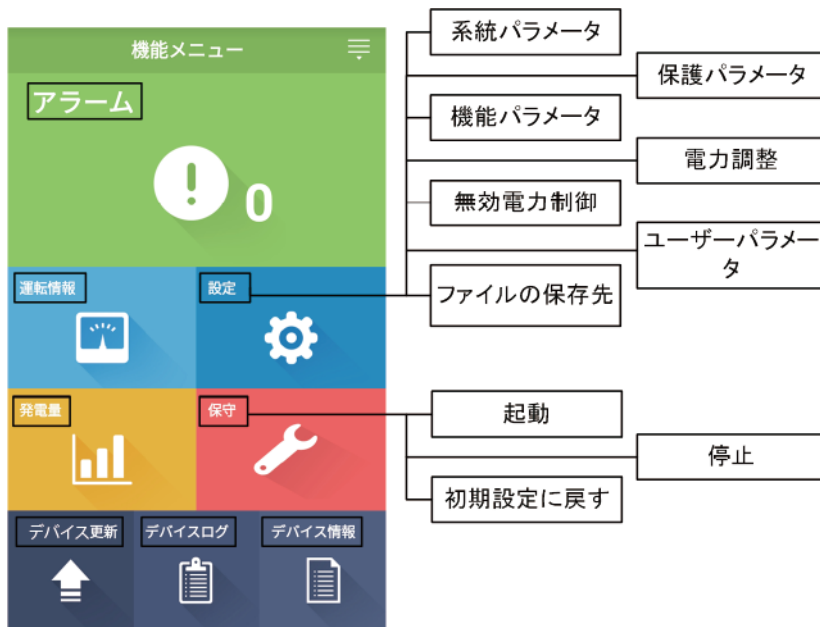 機能メニュー
アラーム
0
運転情報
設定
発電量
保守
デバイス更新
デバイスログ
デバイス情報
系統パラメータ
保護パラメータ
機能パラメータ
電力調整
無効電力制御
ユーザーパラメー
タ
ファイルの保存先
起動
停止
初期設定に戻す